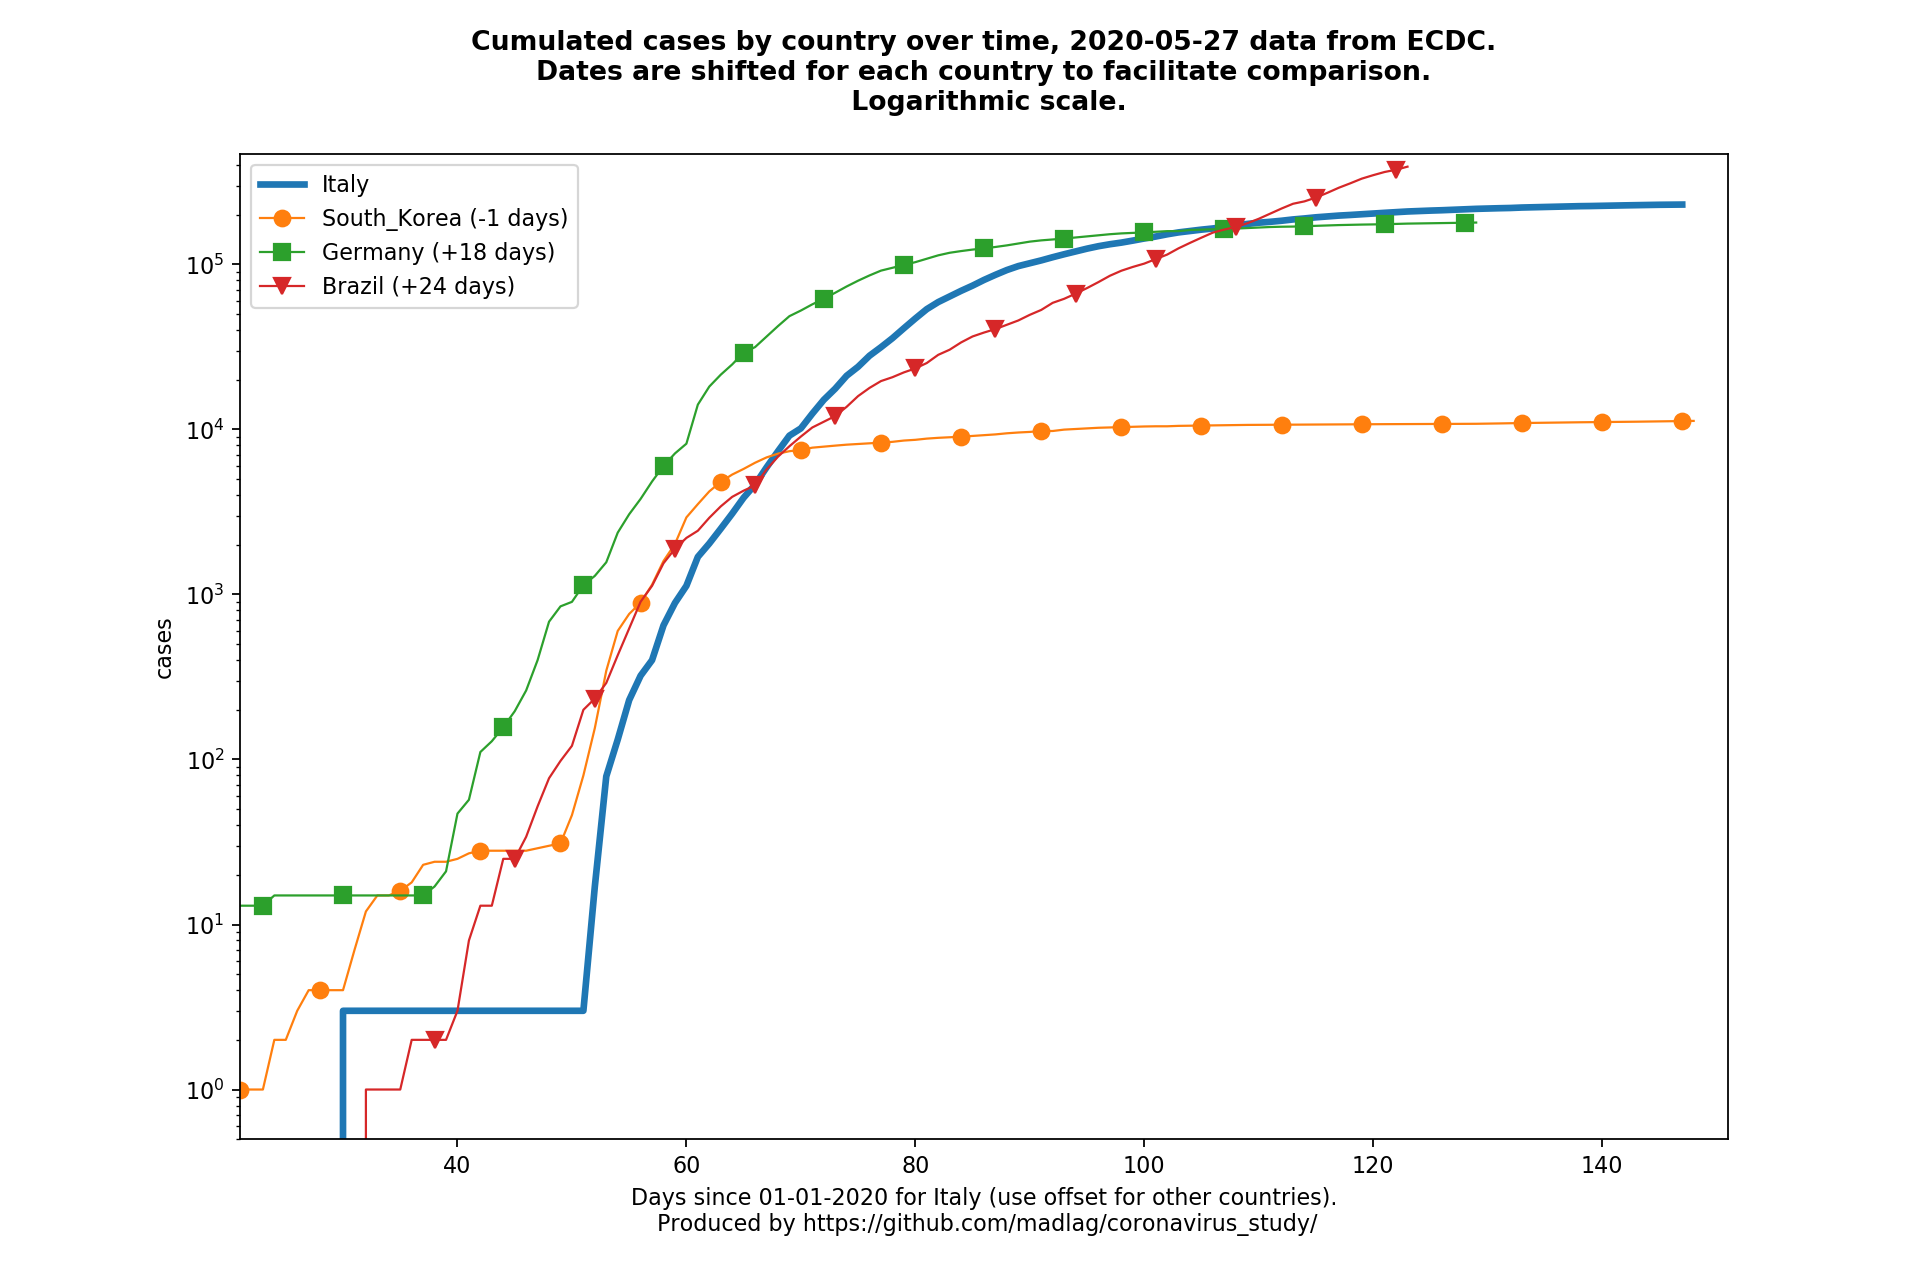 Cumulated cases by country over time, 2020-05-27 data from ECDC.
Dates are shifted for each country to facilitate comparison.
Logarithmic scale.
Italy
South_Korea (-1 days)
Germany (+18 days)
Brazil (+24 days)
cases
10^5
10^4
10^3
10^2
10^1
10^0
40 60 80 100 120 140
Days since 01-01-2020 for Italy (use offset for other countries).
Produced by https://github.com/madlag/coronavirus_study/